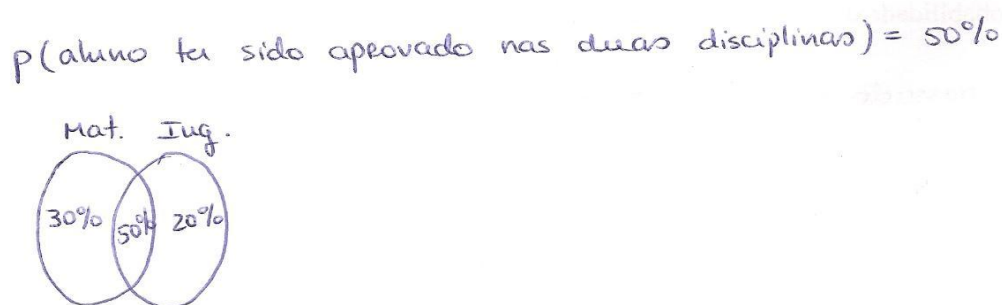 P(aluno ter sido aprovado nas duas disciplinas) = 50%
Mat. Ing.
30% 50% 20%